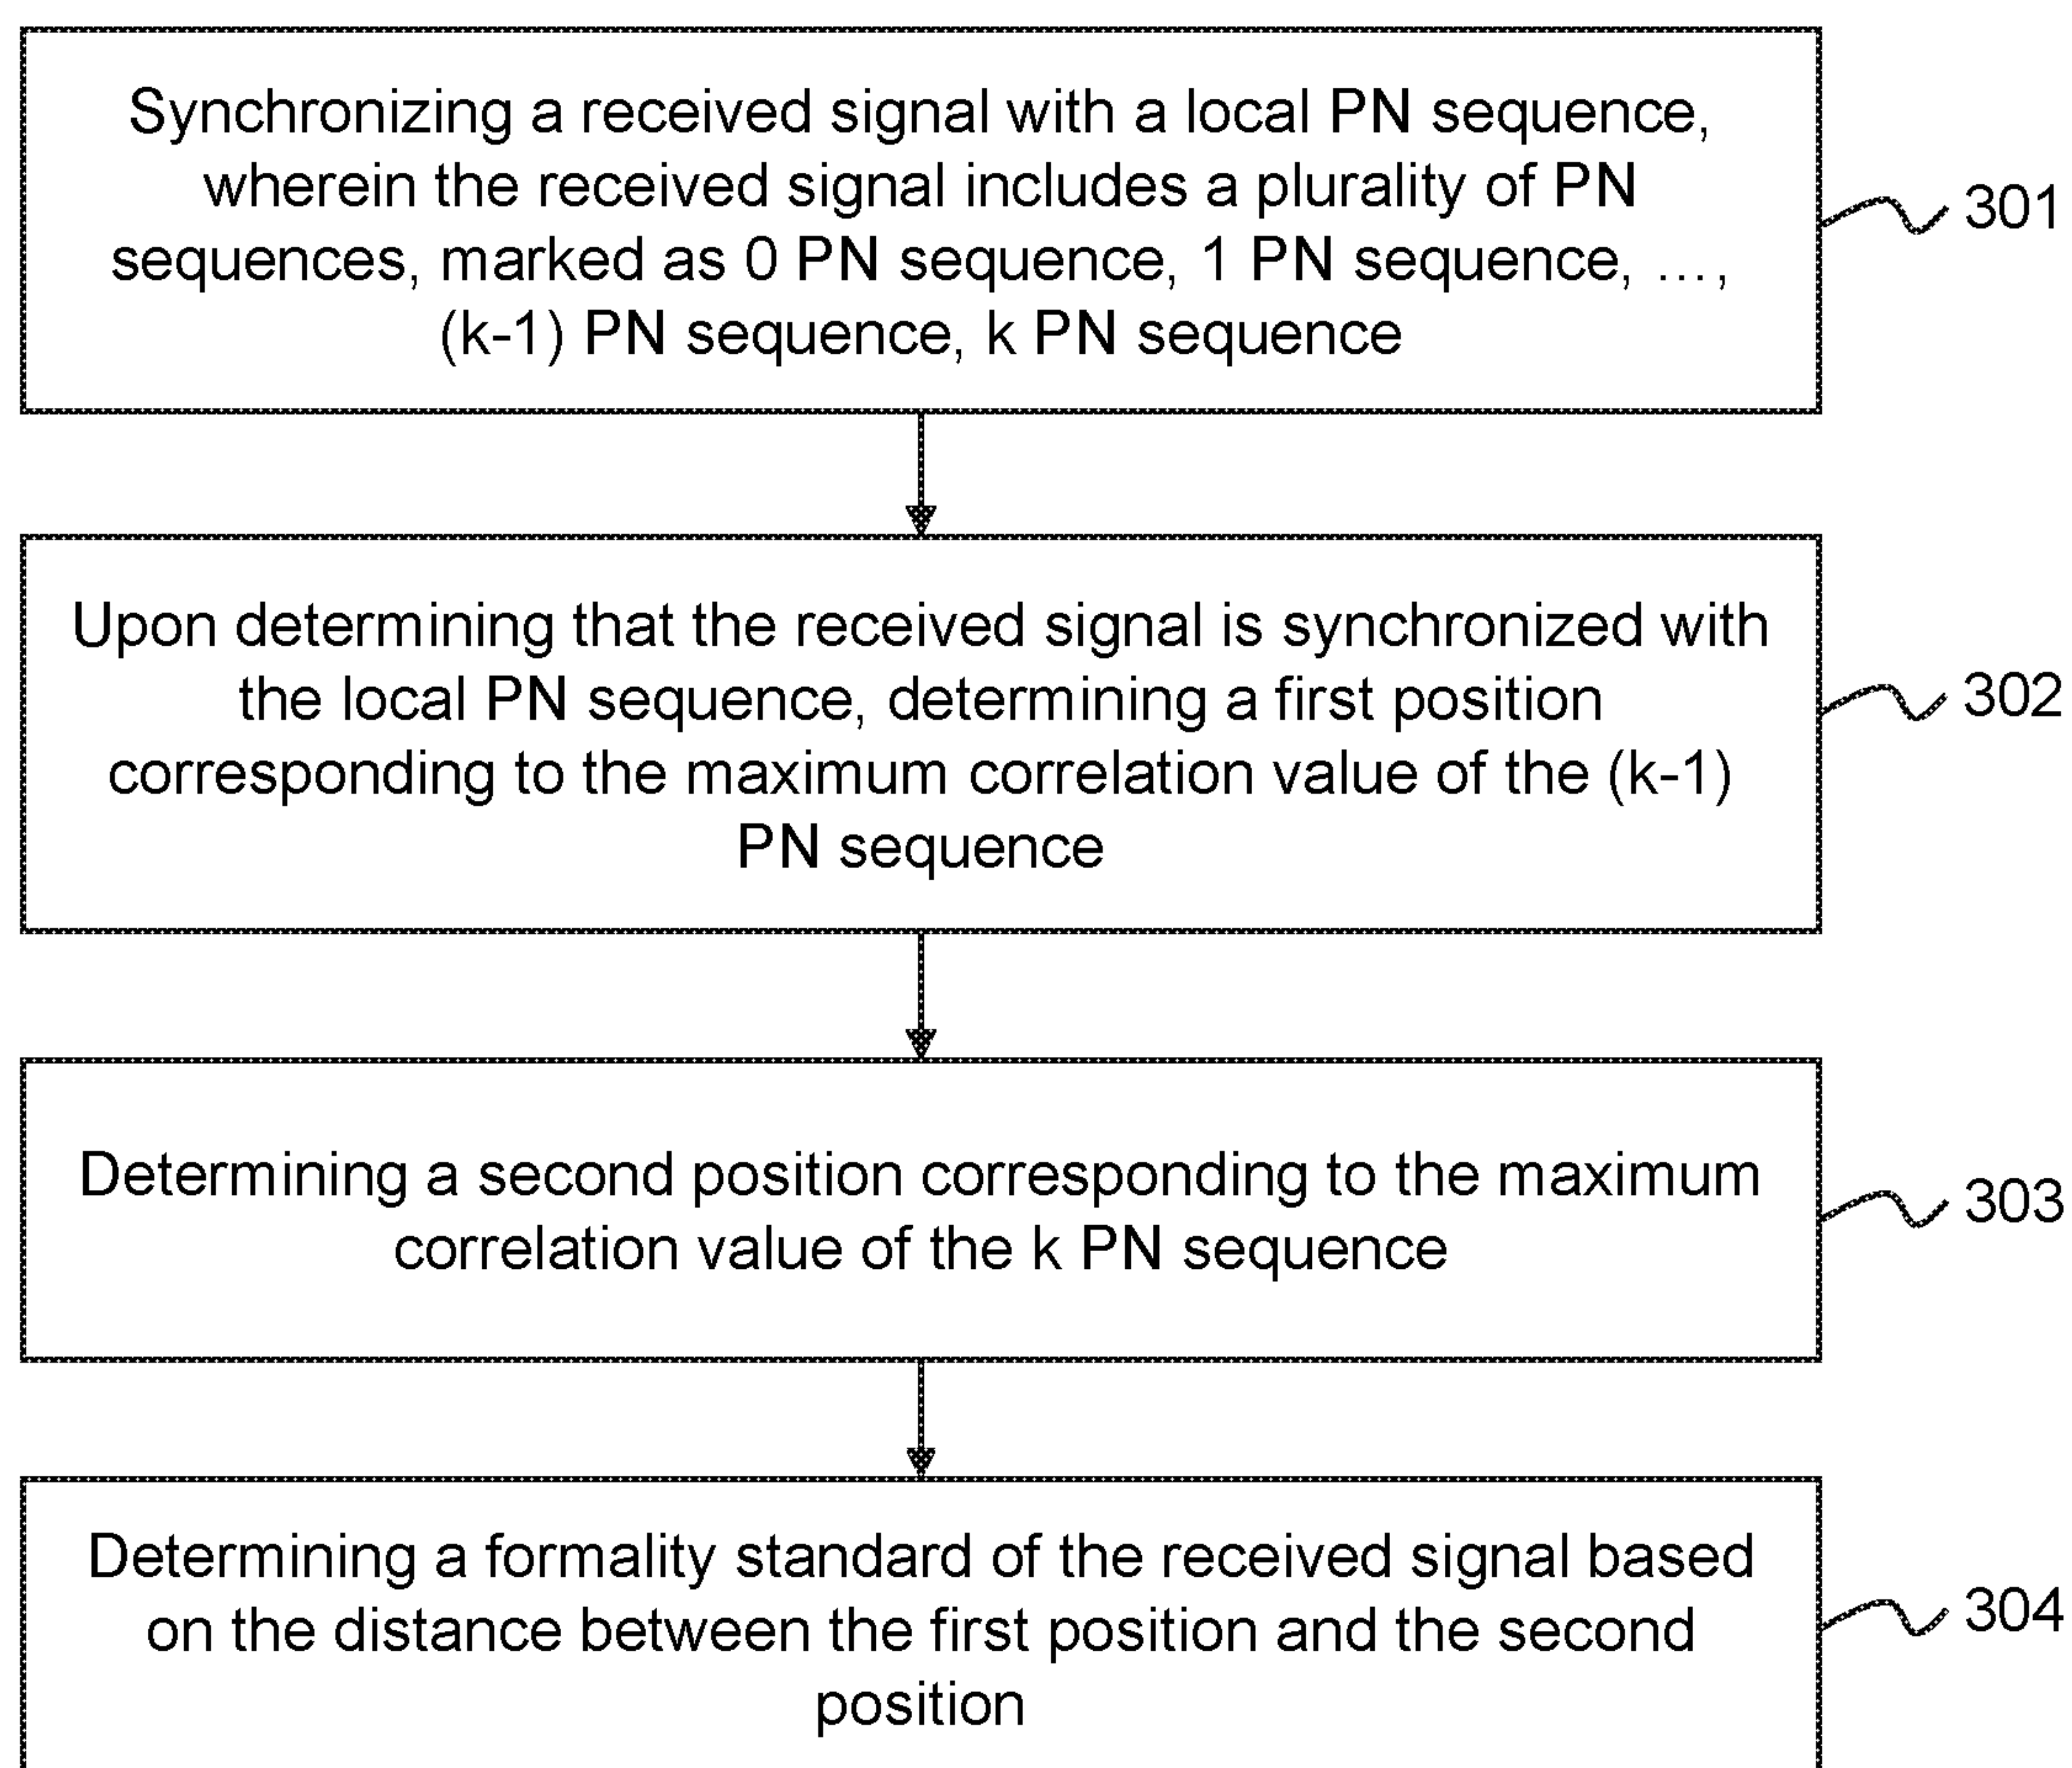 Synchronizing a received signal with a local PN sequence,
wherein the received signal includes a plurality of PN
sequences, marked as 0 PN sequence, 1 PN sequence, ...,
(k-1) PN sequence, k PN sequence
301
Upon determining that the received signal is synchronized with
the local PN sequence, determining a first position
corresponding to the maximum correlation value of the (k-1)
PN sequence
302
Determining a second position corresponding to the maximum
correlation value of the k PN sequence
303
Determining a formality standard of the received signal based
on the distance between the first position and the second
position
304